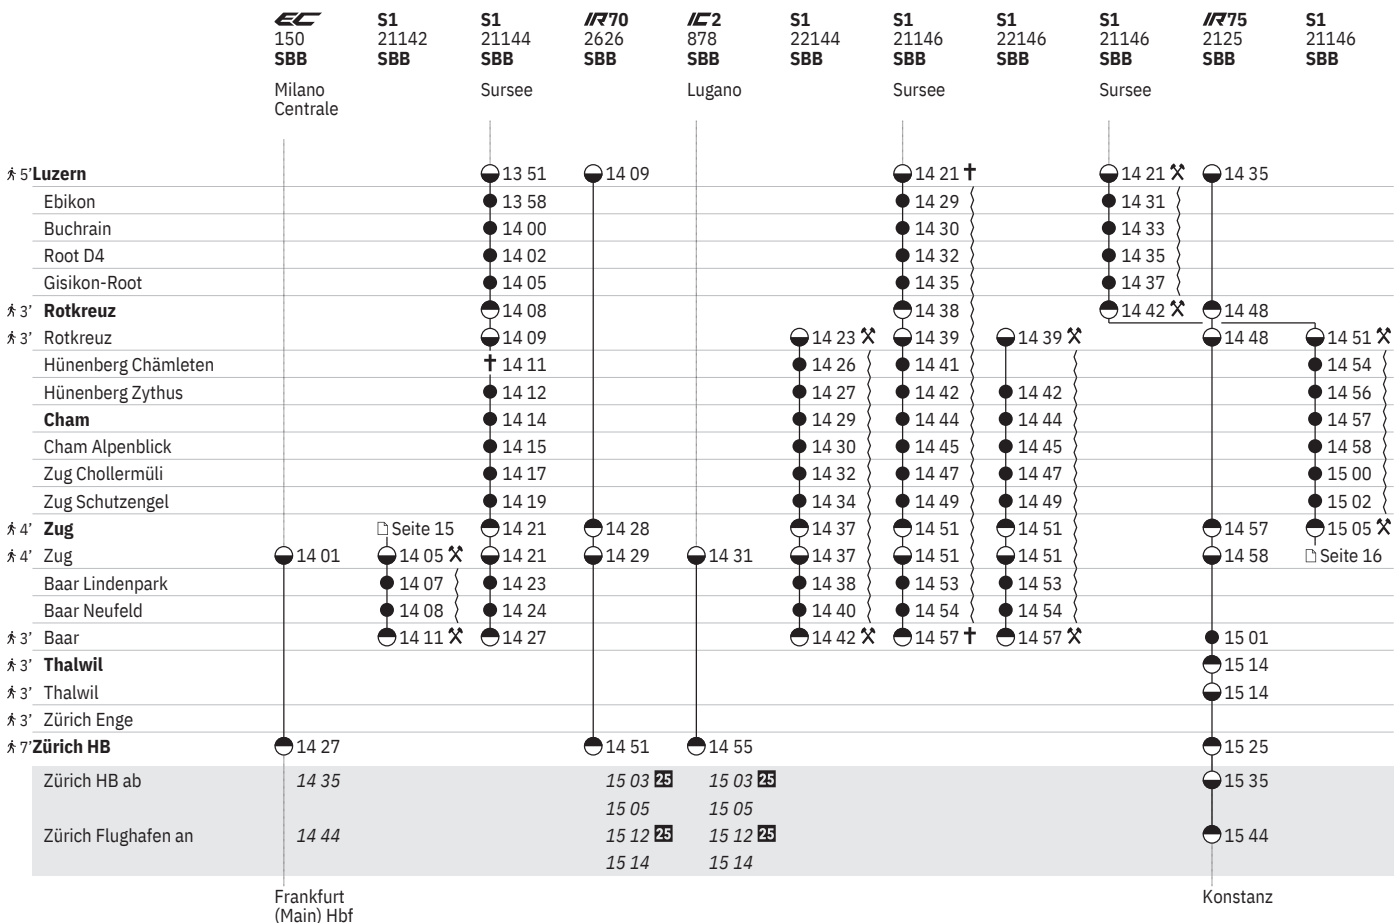 EC S1 S1 IR70 IC2 S1 S1 S1 S1 IR75 S1
150 21142 21144 2626 878 22144 21146 22146 21146 2125 21146
SBB SBB SBB SBB SBB SBB SBB SBB SBB SBB SBB
Milano Sursee Lugano Sursee Sursee
Centrale
5' Luzern 13 51 14 09 14 21 14 21 14 35
Ebikon 13 58 14 29 14 31
Buchrain 14 00 14 30 14 33
Root D4 14 02 14 32 14 35
Gisikon-Root 14 05 14 35 14 37
3' Rotkreuz 14 08 14 38 14 42 14 48
3' Rotkreuz 14 09 14 23 14 39 14 39 14 48 14 51
Hünenberg Chämleten 14 11 14 26 14 41 14 54
Hünenberg Zythus 14 12 14 27 14 42 14 42 14 56
Cham 14 14 14 29 14 44 14 44 14 57
Cham Alpenblick 14 15 14 30 14 45 14 45 14 58
Zug Chollermüli 14 17 14 32 14 47 14 47 15 00
Zug Schutzengel 14 19 14 34 14 49 14 49 15 02
4' Zug Seite 15 14 21 14 28 14 37 14 51 14 51 14 57 15 05
4' Zug 14 01 14 05 14 21 14 29 14 31 14 37 14 51 14 51 14 58 Seite 16
Baar Lindenpark 14 07 14 23 14 38 14 53 14 53
Baar Neufeld 14 08 14 24 14 40 14 54 14 54
3' Baar 14 11 14 27 14 42 14 57 14 57 15 01
3' Thalwil 15 14
3' Thalwil 15 14
3' Zürich Enge
7' Zürich HB 14 27 14 51 14 55 15 25
Zürich HB ab 14 35 15 03 25 15 03 25 15 35
15 05 15 05
Zürich Flughafen an 14 44 15 12 25 15 12 25 15 44
15 14 15 14
Frankfurt Konstanz
(Main) Hbf